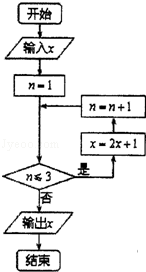 开始
输入x
n=1
n=n+1
x=2x+1
n≤3
是
否
输出x
结束